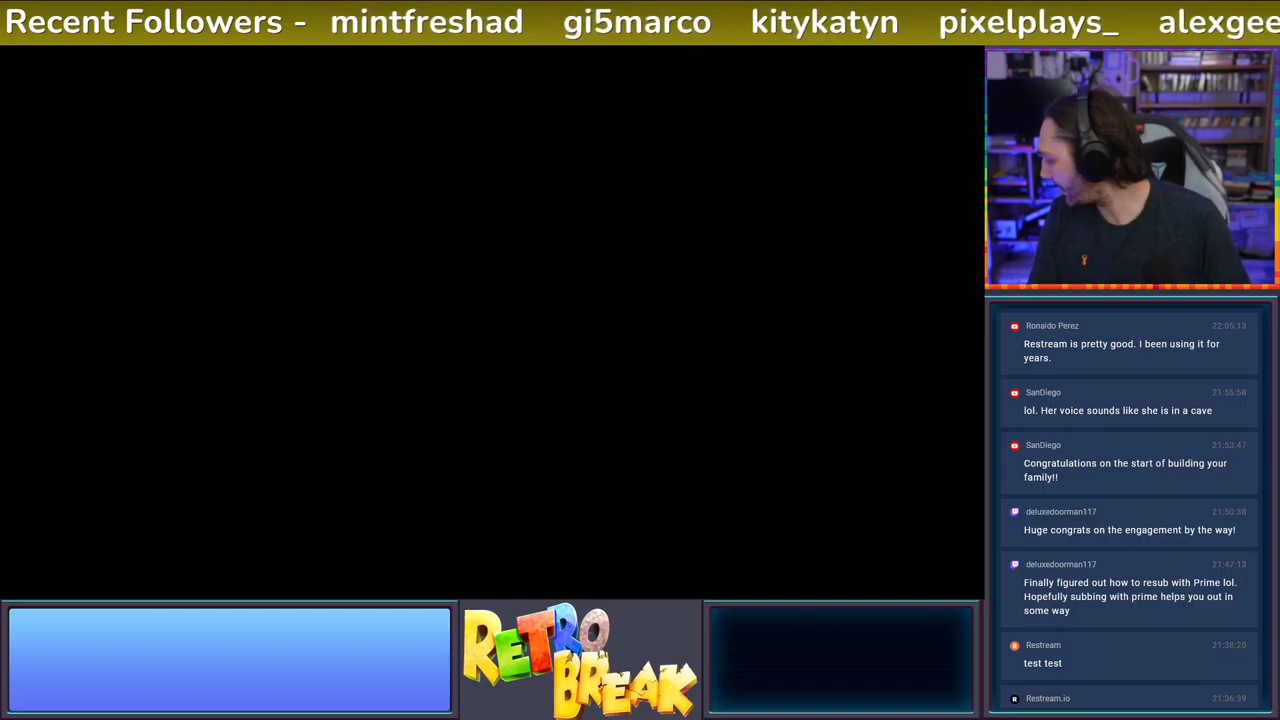 Recent Followers - mintfreshad gi5marco kitykatyn pixelplays_ alexgee
Ronaldo Perez 22:05:13
Restream is pretty good. I been using it for
years.
SanDiego 21:55:58
lol. Her voice sounds like she is in a cave
SanDiego 21:53:47
Congratulations on the start of building your
family!!
deluxedoorman117 21:50:38
Huge congrats on the engagement by the way!
deluxedoorman117 21:47:13
Finally figured out how to resub with Prime lol.
Hopefully subbing with prime helps you out in
some way
Restream 21:38:20
test test
Restream.io 21:36:39
RETRO
BREAK